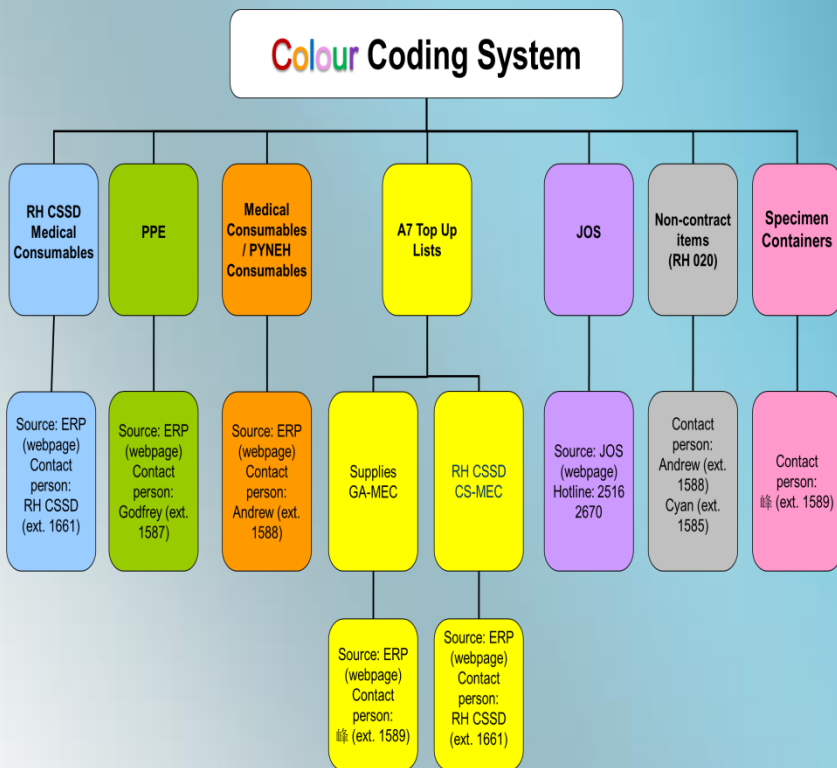 Colour Coding System
RH CSSD
Medical
Consumables
PPE
Medical
Consumables
/ PYNEH
Consumables
A7 Top Up
Lists
JOS
Non-contract
items
(RH 020)
Specimen
Containers
Source: ERP
(webpage)
Contact
person:
RH CSSD
(ext. 1661)
Source: ERP
(webpage)
Contact
person:
Godfrey (ext.
1587)
Source: ERP
(webpage)
Contact
person:
Andrew (ext.
1588)
Supplies
GA-MEC
RH CSSD
CS-MEC
Source: JOS
(webpage)
Hotline: 2516
2670
Contact
person:
Andrew (ext.
1588)
Cyan (ext.
1585)
Contact
person:
峰 (ext. 1589)
Source: ERP
(webpage)
Contact
person:
峰 (ext. 1589)
Source: ERP
(webpage)
Contact
person:
RH CSSD
(ext. 1661)